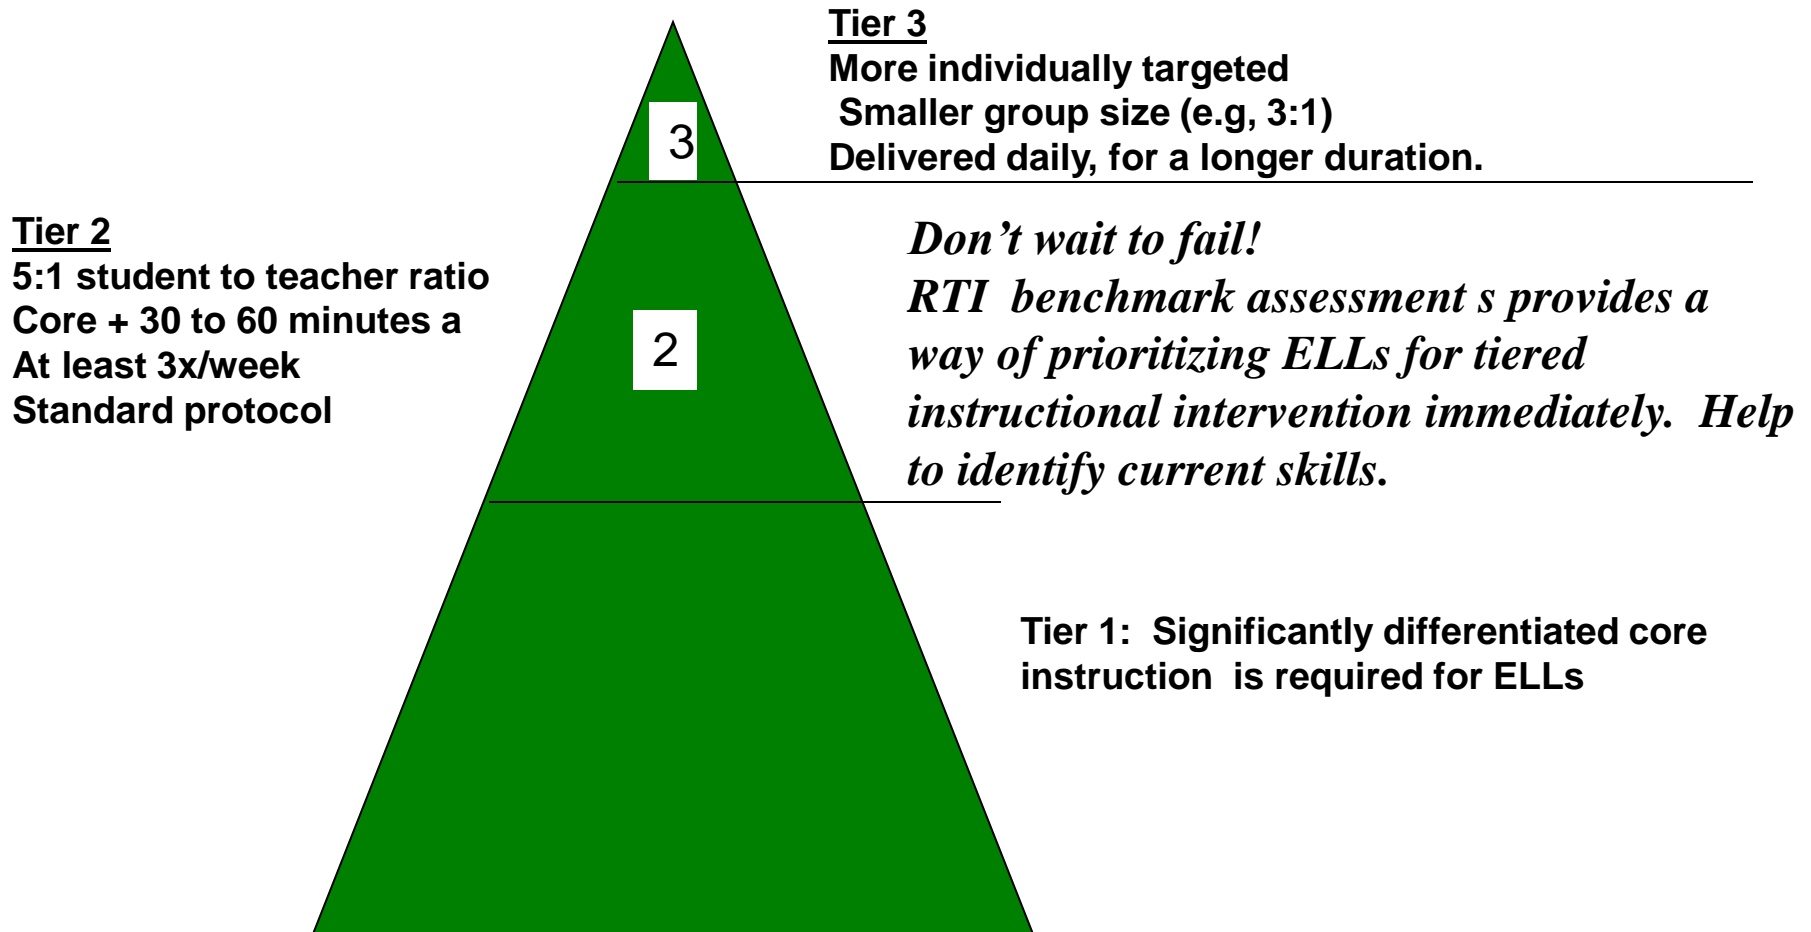 Tier 3
More individually targeted
Smaller group size (e.g, 3:1)
Delivered daily, for a longer duration.
3
Tier 2
5:1 student to teacher ratio
Core + 30 to 60 minutes a
At least 3x/week
Standard protocol
2
Don’t wait to fail!
RTI benchmark assessment s provides a
way of prioritizing ELLs for tiered
instructional intervention immediately. Help
to identify current skills.
Tier 1: Significantly differentiated core
instruction is required for ELLs